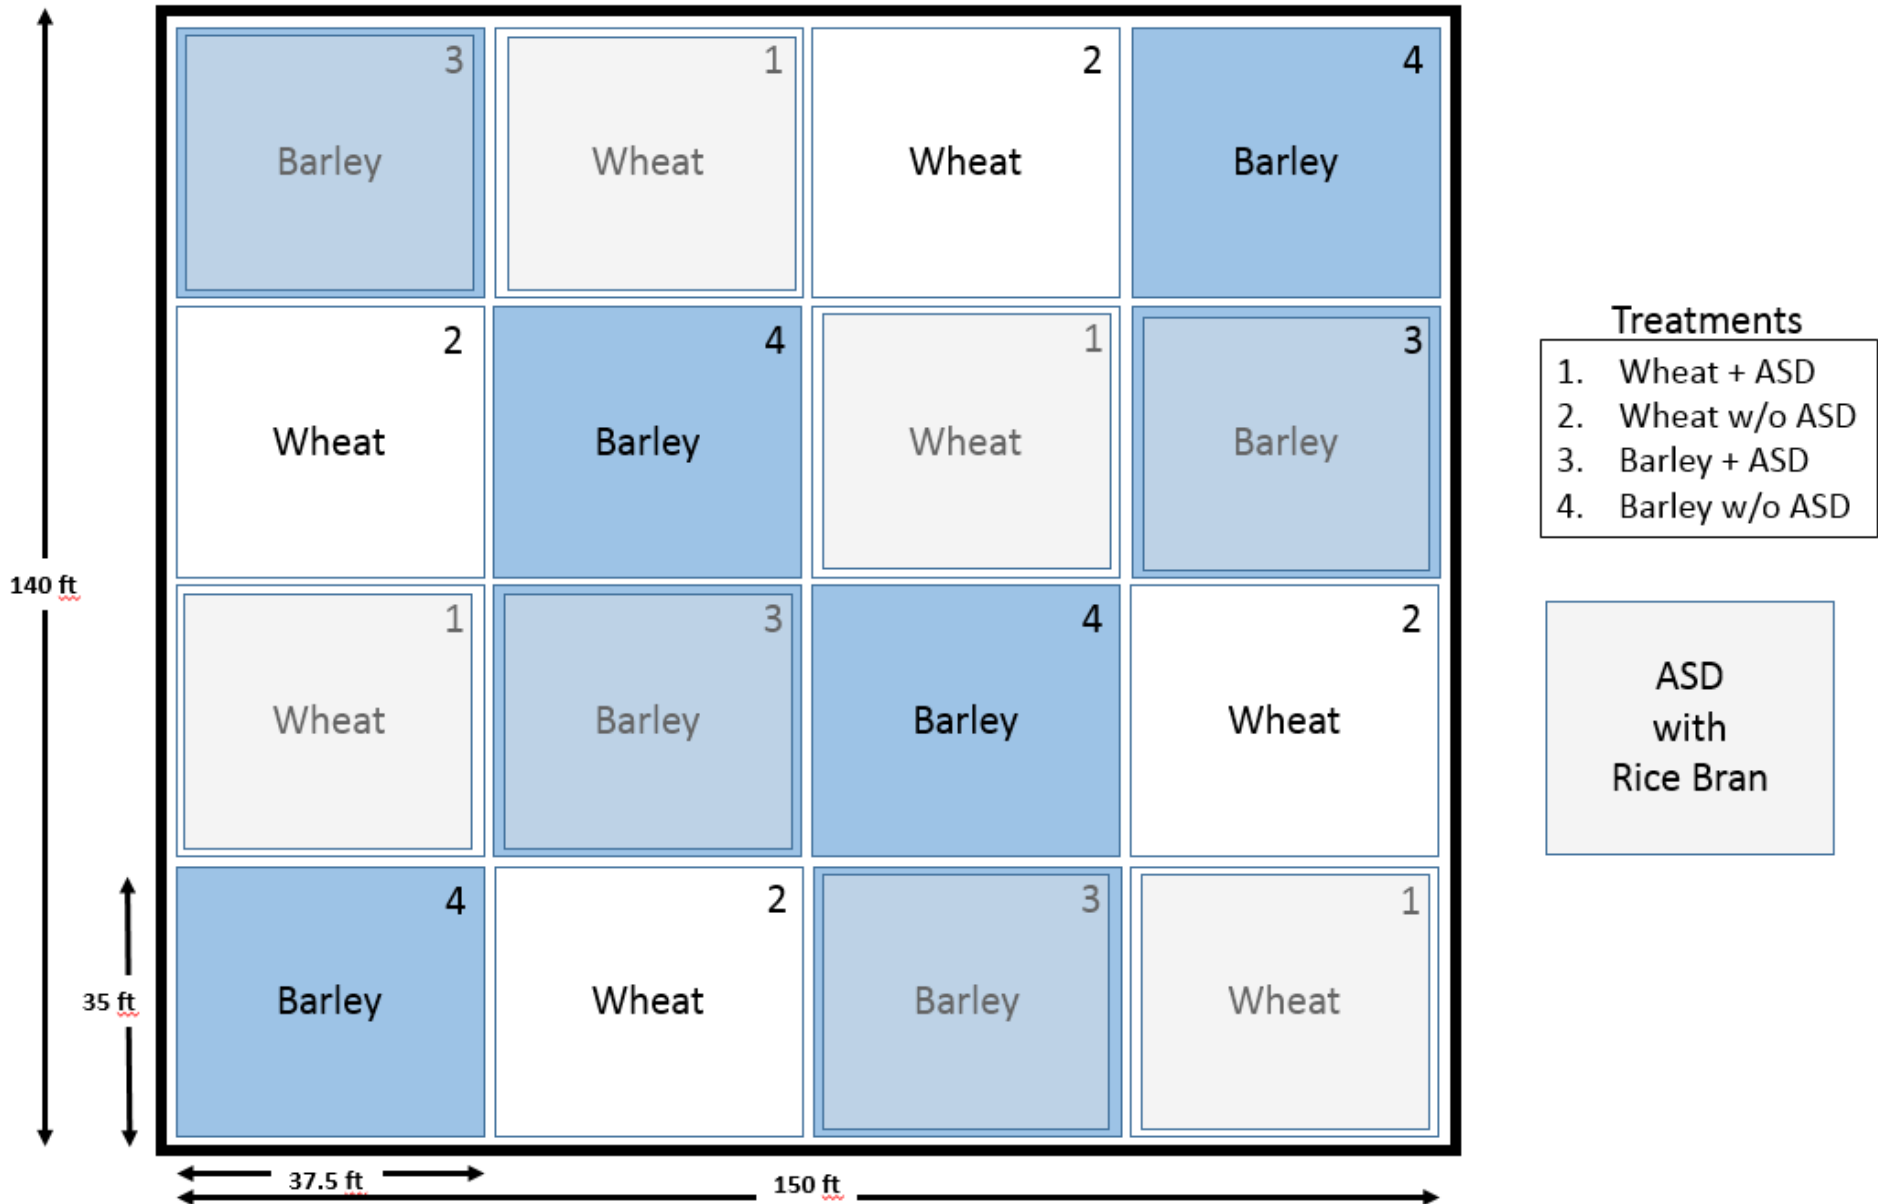 3 1 2 4
Barley Wheat Wheat Barley
2 4 1 3
Wheat Barley Wheat Barley
1 3 4 2
Wheat Barley Barley Wheat
4 2 3 1
Barley Wheat Barley Wheat
140 ft
35 ft
37.5 ft
150 ft
Treatments
1. Wheat + ASD
2. Wheat w/o ASD
3. Barley + ASD
4. Barley w/o ASD
ASD
with
Rice Bran